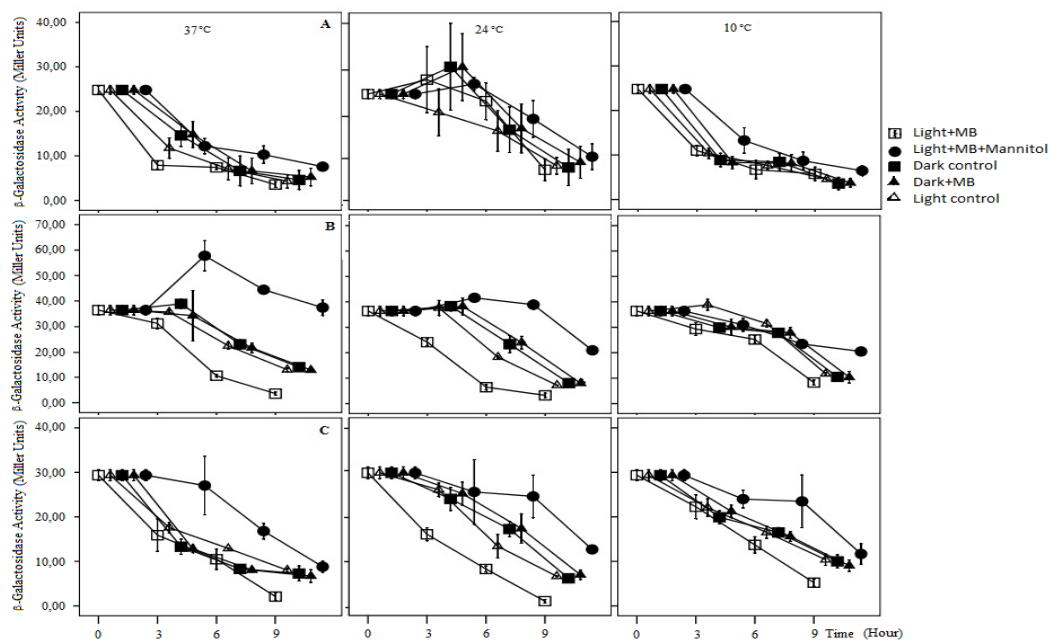 37 °C
A
24 °C
10 °C
β-Galactosidase Activity (Miller Units)
40,00
30,00
20,00
10,00
0,00
Light+MB
Light+MB+Mannitol
Dark control
Dark+MB
Light control
B
β-Galactosidase Activity (Miller Units)
70,00
60,00
50,00
40,00
30,00
20,00
10,00
0,00
C
β-Galactosidase Activity (Miller Units)
40,00
30,00
20,00
10,00
0,00
0 3 6 9
0 3 6 9
0 3 6 9 Time (Hour)